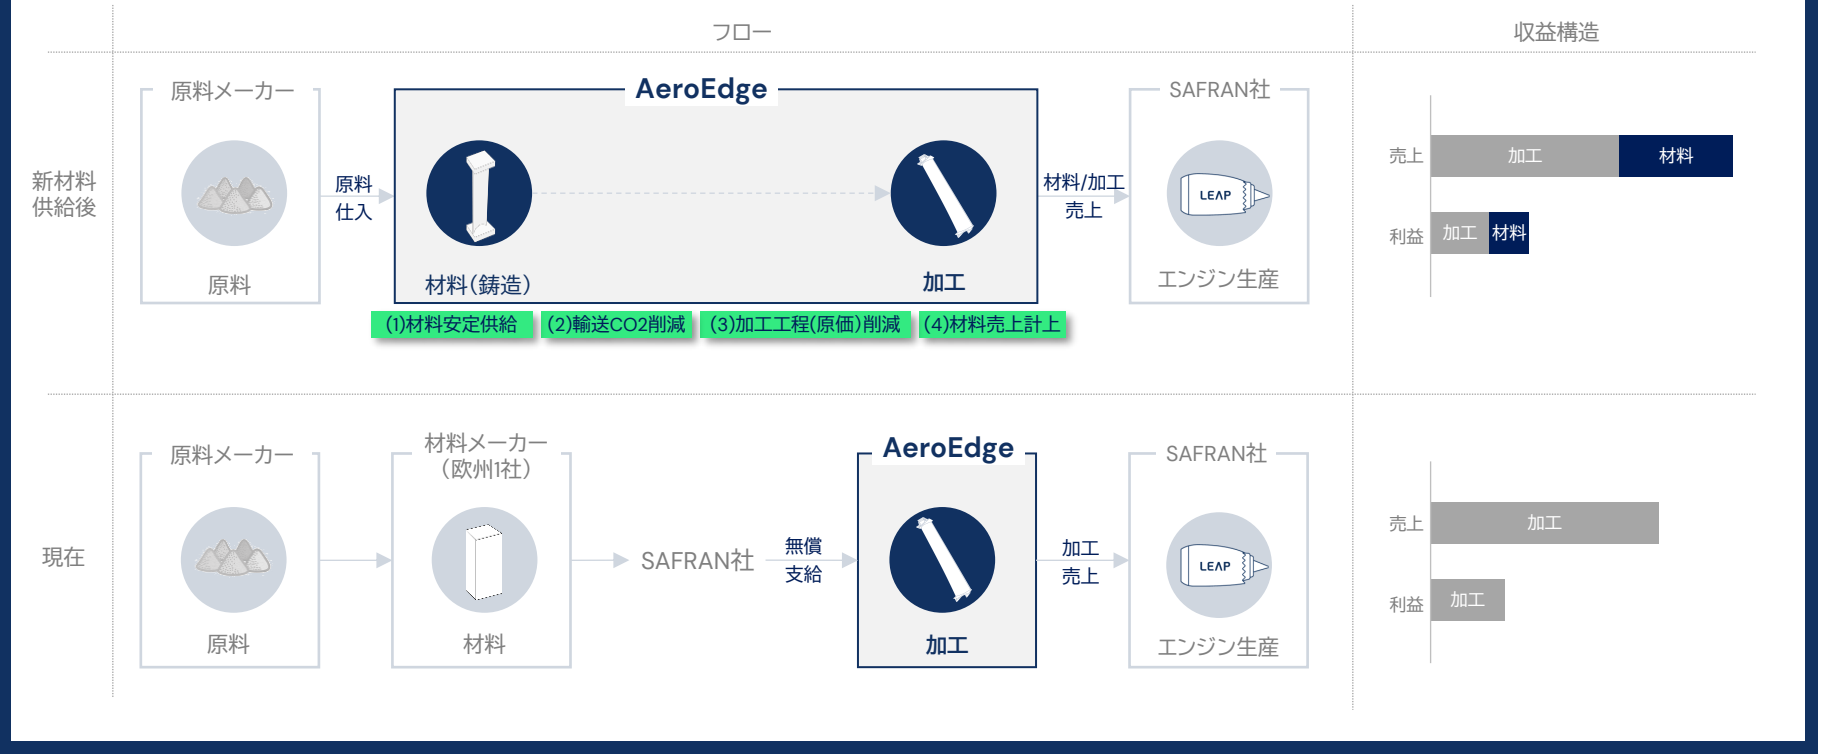 フロー
収益構造
新材料
供給後
原料メーカー
原料
原料
仕入
AeroEdge
材料(鋳造)
加工
材料/加工
売上
SAFRAN社
LEAP
エンジン生産
(1)材料安定供給
(2)輸送CO2削減
(3)加工工程(原価)削減
(4)材料売上計上
売上
加工
材料
利益
加工
材料
現在
原料メーカー
原料
材料メーカー
(欧州1社)
材料
SAFRAN社
無償
支給
AeroEdge
加工
加工
売上
SAFRAN社
LEAP
エンジン生産
売上
加工
利益
加工